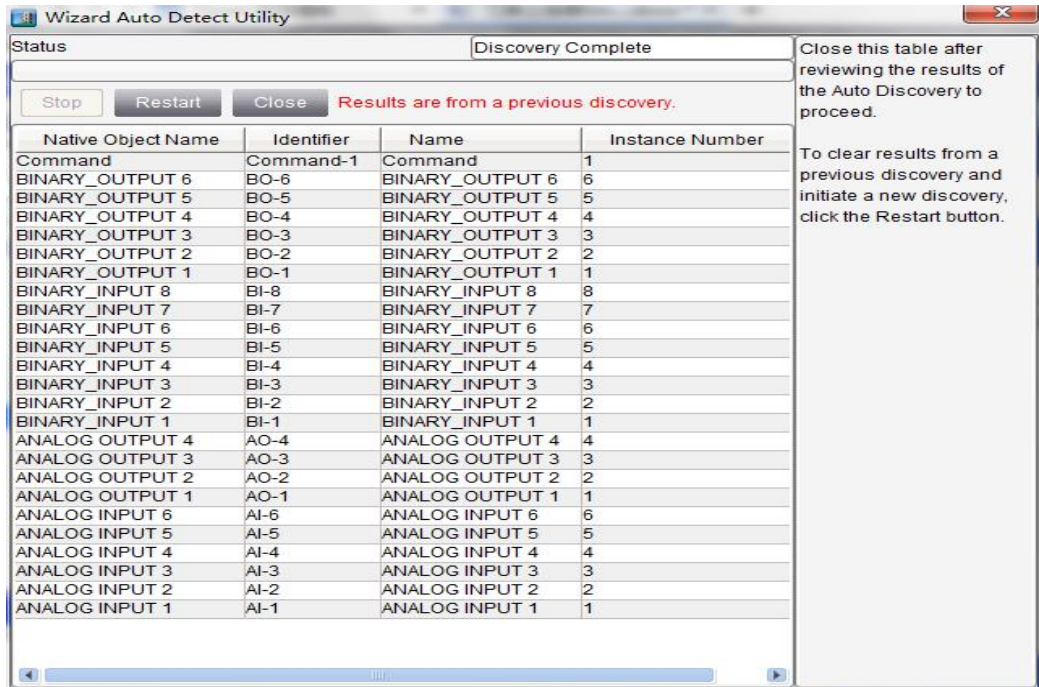 Wizard Auto Detect Utility
Status Discovery Complete
Stop Restart Close Results are from a previous discovery.
Native Object Name Identifier Name Instance Number
Command Command-1 Command 1
BINARY_OUTPUT 6 BO-6 BINARY_OUTPUT 6 6
BINARY_OUTPUT 5 BO-5 BINARY_OUTPUT 5 5
BINARY_OUTPUT 4 BO-4 BINARY_OUTPUT 4 4
BINARY_OUTPUT 3 BO-3 BINARY_OUTPUT 3 3
BINARY_OUTPUT 2 BO-2 BINARY_OUTPUT 2 2
BINARY_OUTPUT 1 BO-1 BINARY_OUTPUT 1 1
BINARY_INPUT 8 BI-8 BINARY_INPUT 8 8
BINARY_INPUT 7 BI-7 BINARY_INPUT 7 7
BINARY_INPUT 6 BI-6 BINARY_INPUT 6 6
BINARY_INPUT 5 BI-5 BINARY_INPUT 5 5
BINARY_INPUT 4 BI-4 BINARY_INPUT 4 4
BINARY_INPUT 3 BI-3 BINARY_INPUT 3 3
BINARY_INPUT 2 BI-2 BINARY_INPUT 2 2
BINARY_INPUT 1 BI-1 BINARY_INPUT 1 1
ANALOG OUTPUT 4 AO-4 ANALOG OUTPUT 4 4
ANALOG OUTPUT 3 AO-3 ANALOG OUTPUT 3 3
ANALOG OUTPUT 2 AO-2 ANALOG OUTPUT 2 2
ANALOG OUTPUT 1 AO-1 ANALOG OUTPUT 1 1
ANALOG INPUT 6 AI-6 ANALOG INPUT 6 6
ANALOG INPUT 5 AI-5 ANALOG INPUT 5 5
ANALOG INPUT 4 AI-4 ANALOG INPUT 4 4
ANALOG INPUT 3 AI-3 ANALOG INPUT 3 3
ANALOG INPUT 2 AI-2 ANALOG INPUT 2 2
ANALOG INPUT 1 AI-1 ANALOG INPUT 1 1
Close this table after
reviewing the results of
the Auto Discovery to
proceed.
To clear results from a
previous discovery and
initiate a new discovery,
click the Restart button.